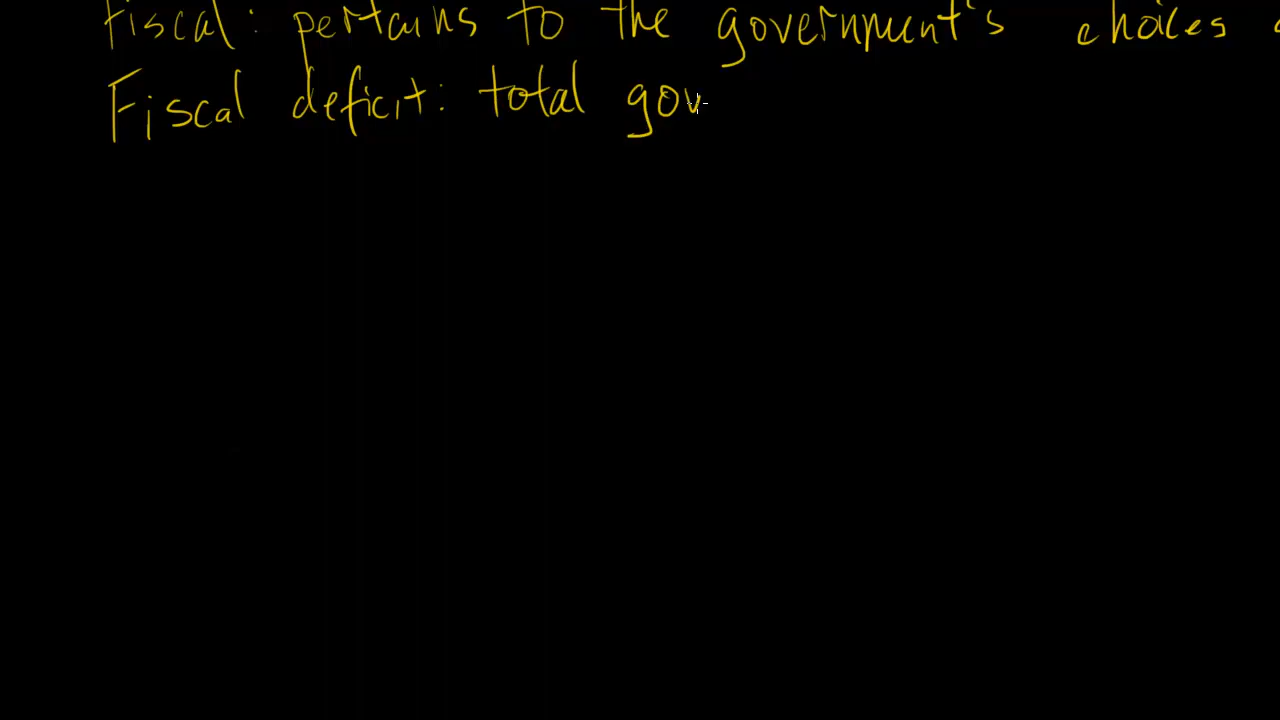 Fiscal: pertains to the government's choices
Fiscal deficit: total gov